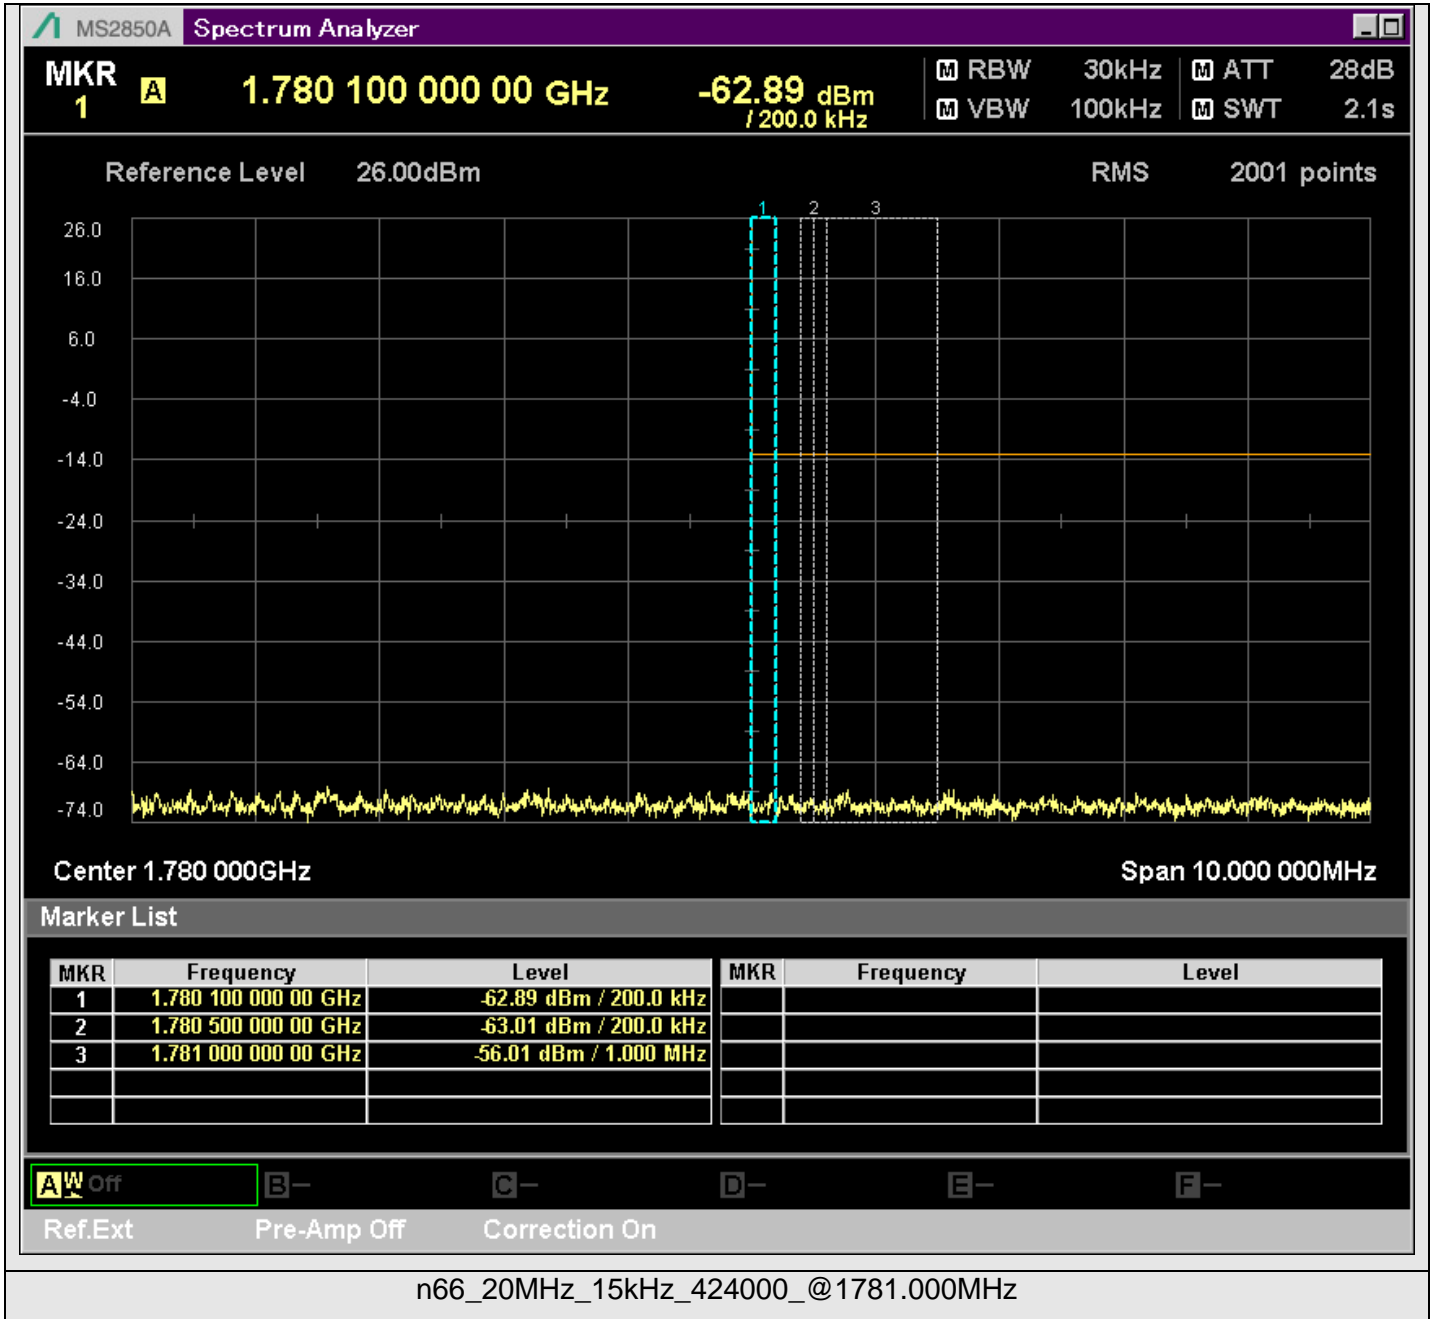 MS2850A Spectrum Analyzer
MKR 1 A 1.780 100 000 00 GHz -62.89 dBm / 200.0 kHz
M RBW 30kHz M ATT 28dB
M VBW 100kHz M SWT 2.1s
Reference Level 26.00dBm RMS 2001 points
1 2 3
26.0
16.0
6.0
-4.0
-14.0
-24.0
-34.0
-44.0
-54.0
-64.0
-74.0
Center 1.780 000GHz Span 10.000 000MHz
Marker List
MKR Frequency Level MKR Frequency Level
1 1.780 100 000 00 GHz -62.89 dBm / 200.0 kHz
2 1.780 500 000 00 GHz -63.01 dBm / 200.0 kHz
3 1.781 000 000 00 GHz -56.01 dBm / 1.000 MHz
A W Off B - C - D - E - F -
Ref.Ext Pre-Amp Off Correction On
n66_20MHz_15kHz_424000_@1781.000MHz